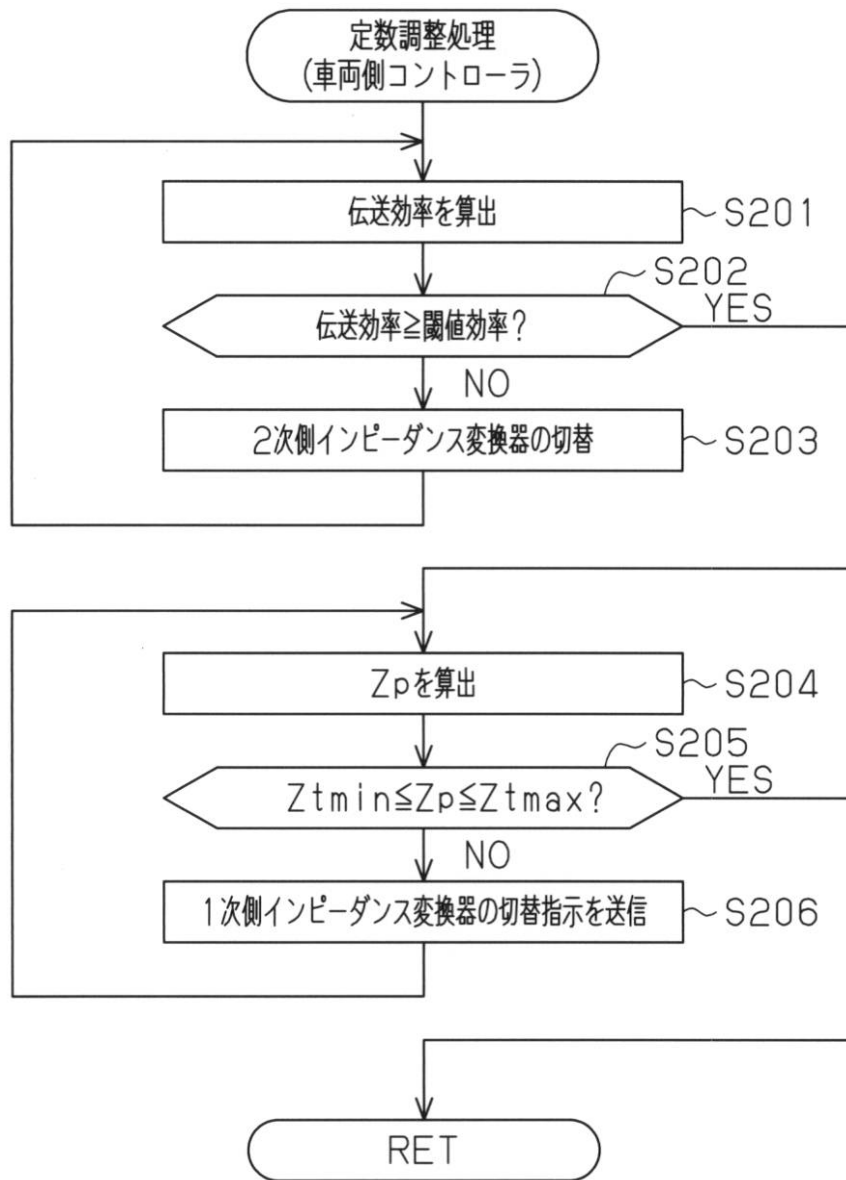 定数調整処理
(車両側コントローラ)
伝送効率を算出
S201
S202
伝送効率≧閾値効率?
YES
NO
2次側インピーダンス変換器の切替
S203
Zpを算出
S204
S205
Ztmin≦Zp≦Ztmax?
YES
NO
1次側インピーダンス変換器の切替指示を送信
S206
RET